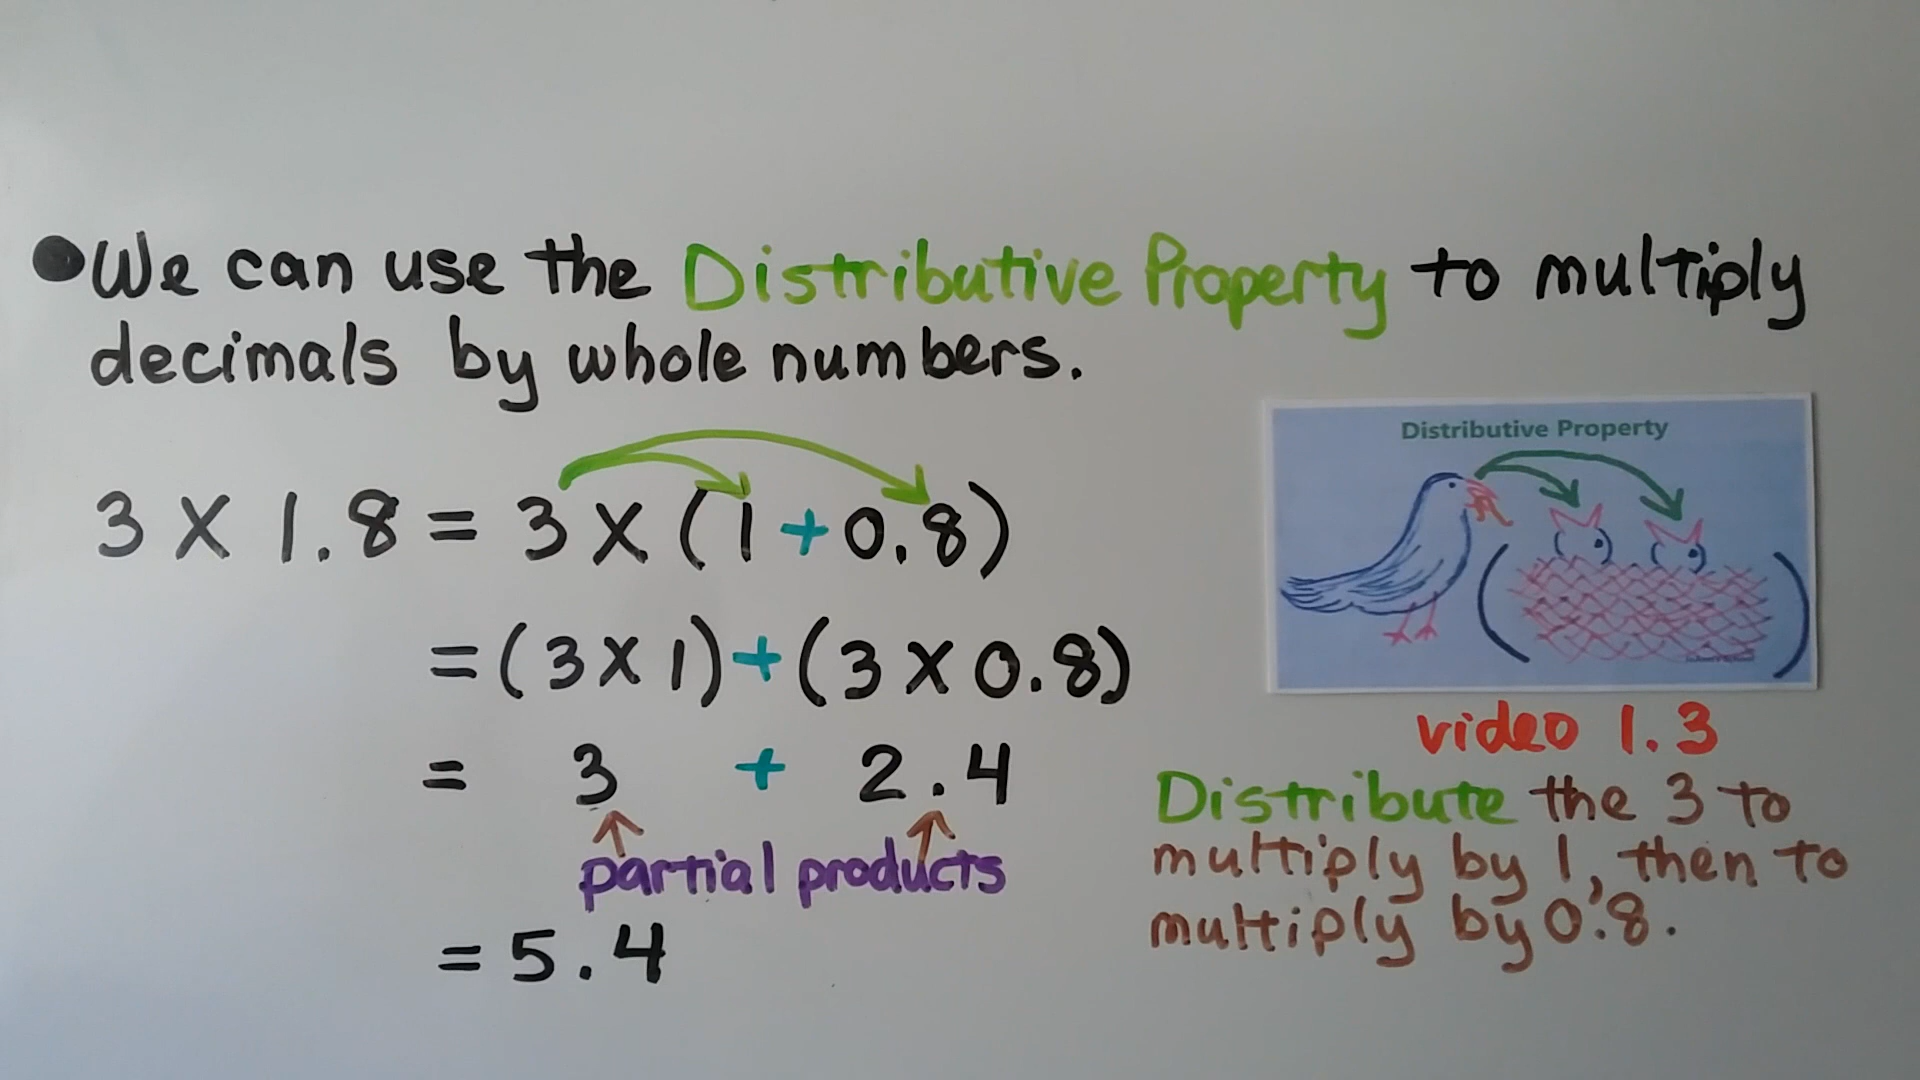 We can use the Distributive Property to multiply
decimals by whole numbers.
3 X 1.8 = 3 X (1 + 0.8)
= (3 X 1) + (3 X 0.8)
= 3 + 2.4
partial products
= 5.4
Distributive Property
video 1.3
Distribute the 3 to
multiply by 1, then to
multiply by 0.8.